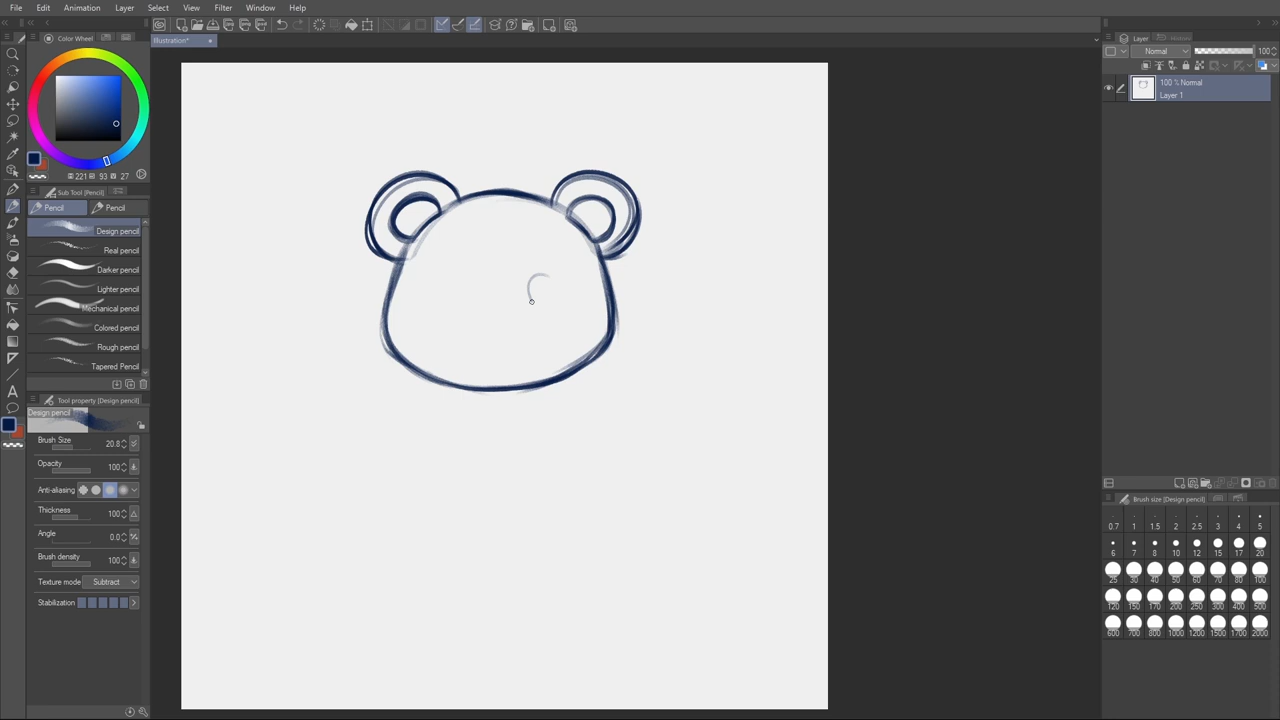 File Edit Animation Layer Select View Filter Window Help
Color Wheel
Illustration*
Layer History
Normal 100
100 % Normal
Layer 1
221 93 27
Sub Tool [Pencil]
Pencil Pencil
Design pencil
Real pencil
Darker pencil
Lighter pencil
Mechanical pencil
Colored pencil
Rough pencil
Tapered Pencil
Tool property [Design pencil]
Design pencil
Brush Size 20.8
Opacity 100
Anti-aliasing
Thickness 100
Angle 0.0
Brush density 100
Texture mode Subtract
Stabilization
Brush size [Design pencil]
0.7 1 1.5 2 2.5 3 4 5
6 7 8 10 12 15 17 20
25 30 40 50 60 70 80 100
120 150 170 200 250 300 400 500
600 700 800 1000 1200 1500 1700 2000